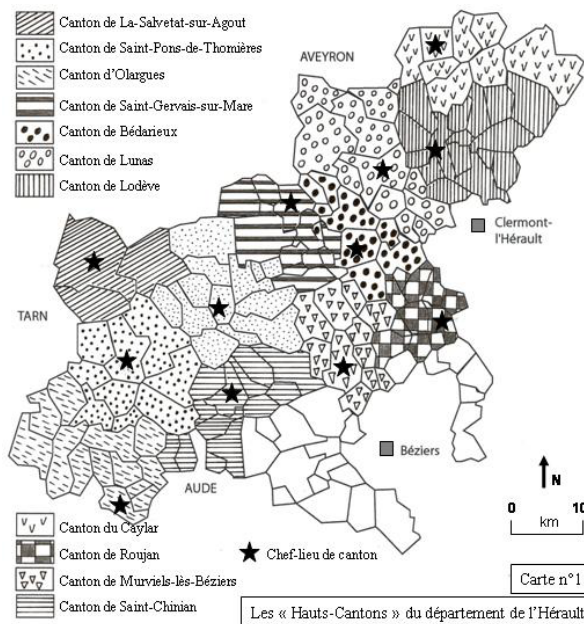 Canton de La-Salvetat-sur-Agout
Canton de Saint-Pons-de-Thomières
Canton d'Olargues
Canton de Saint-Gervais-sur-Mare
Canton de Bédarieux
Canton de Lunas
Canton de Lodève
AVEYRON
Clermont-
l'Hérault
TARN
Béziers
AUDE
N
0 10
km
Canton du Caylar
Canton de Roujan
Canton de Murviels-lès-Béziers
Canton de Saint-Chinian
Chef-lieu de canton
Carte n°1
Les « Hauts-Cantons » du département de l'Hérault